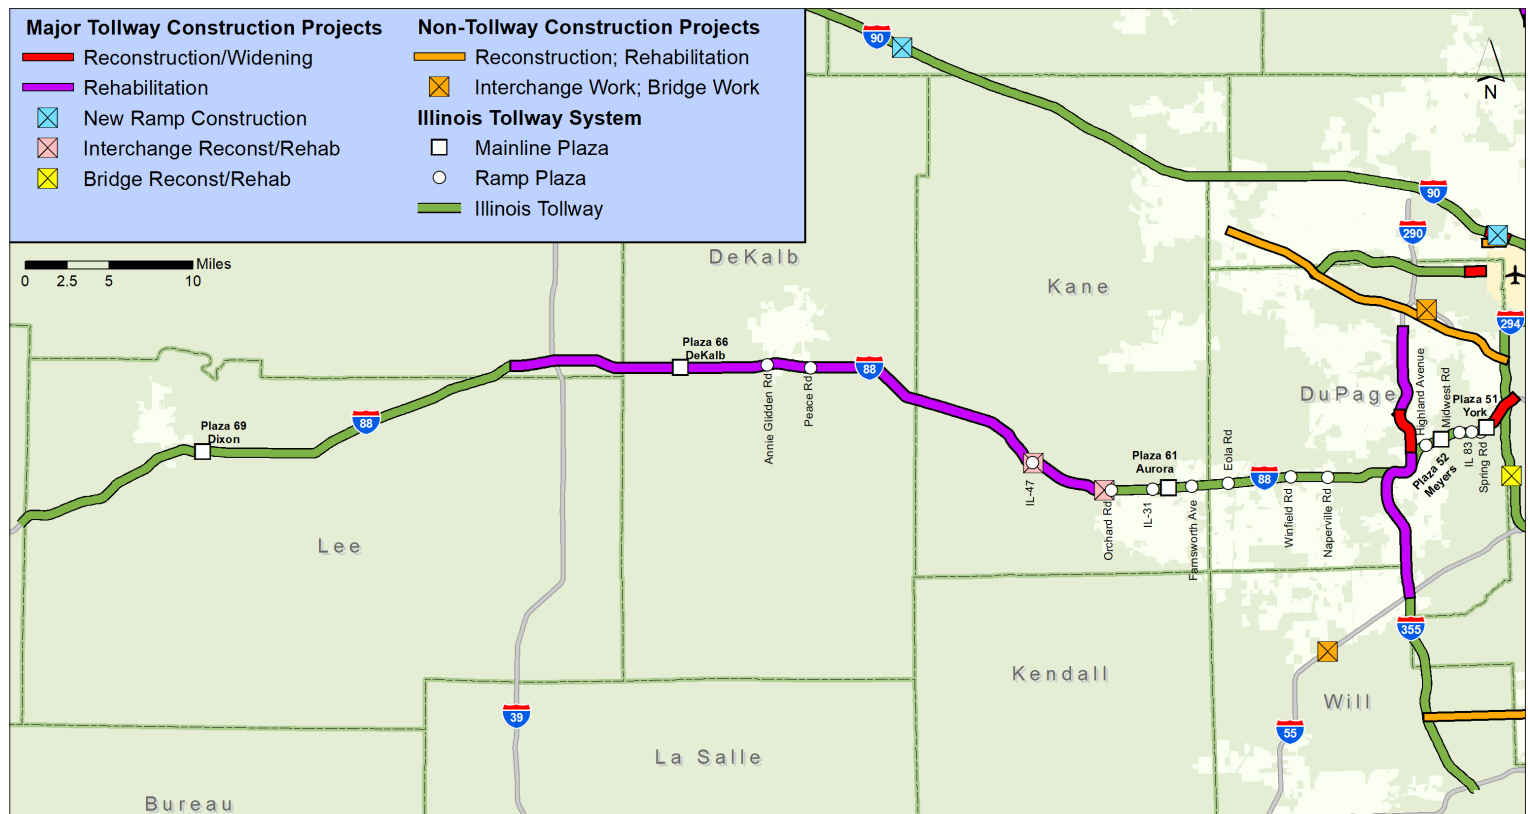 Major Tollway Construction Projects
Reconstruction/Widening
Rehabilitation
New Ramp Construction
Interchange Reconst/Rehab
Bridge Reconst/Rehab
Non-Tollway Construction Projects
Reconstruction; Rehabilitation
Interchange Work; Bridge Work
Illinois Tollway System
Mainline Plaza
Ramp Plaza
Illinois Tollway
Miles
0 2.5 5 10
N
90
90
290
294
DeKalb
Kane
DuPage
Lee
Kendall
Will
La Salle
Bureau
Plaza 69
Dixon
88
Plaza 66
DeKalb
Annie Glidden Rd
Peace Rd
88
IL-47
Orchard Rd
Plaza 61
Aurora
IL-31
Farnsworth Ave
Eola Rd
88
Winfield Rd
Naperville Rd
Highland Avenue
Plaza 52
Meyers
Midwest Rd
IL 83
Spring Rd
Plaza 51
York
355
39
55